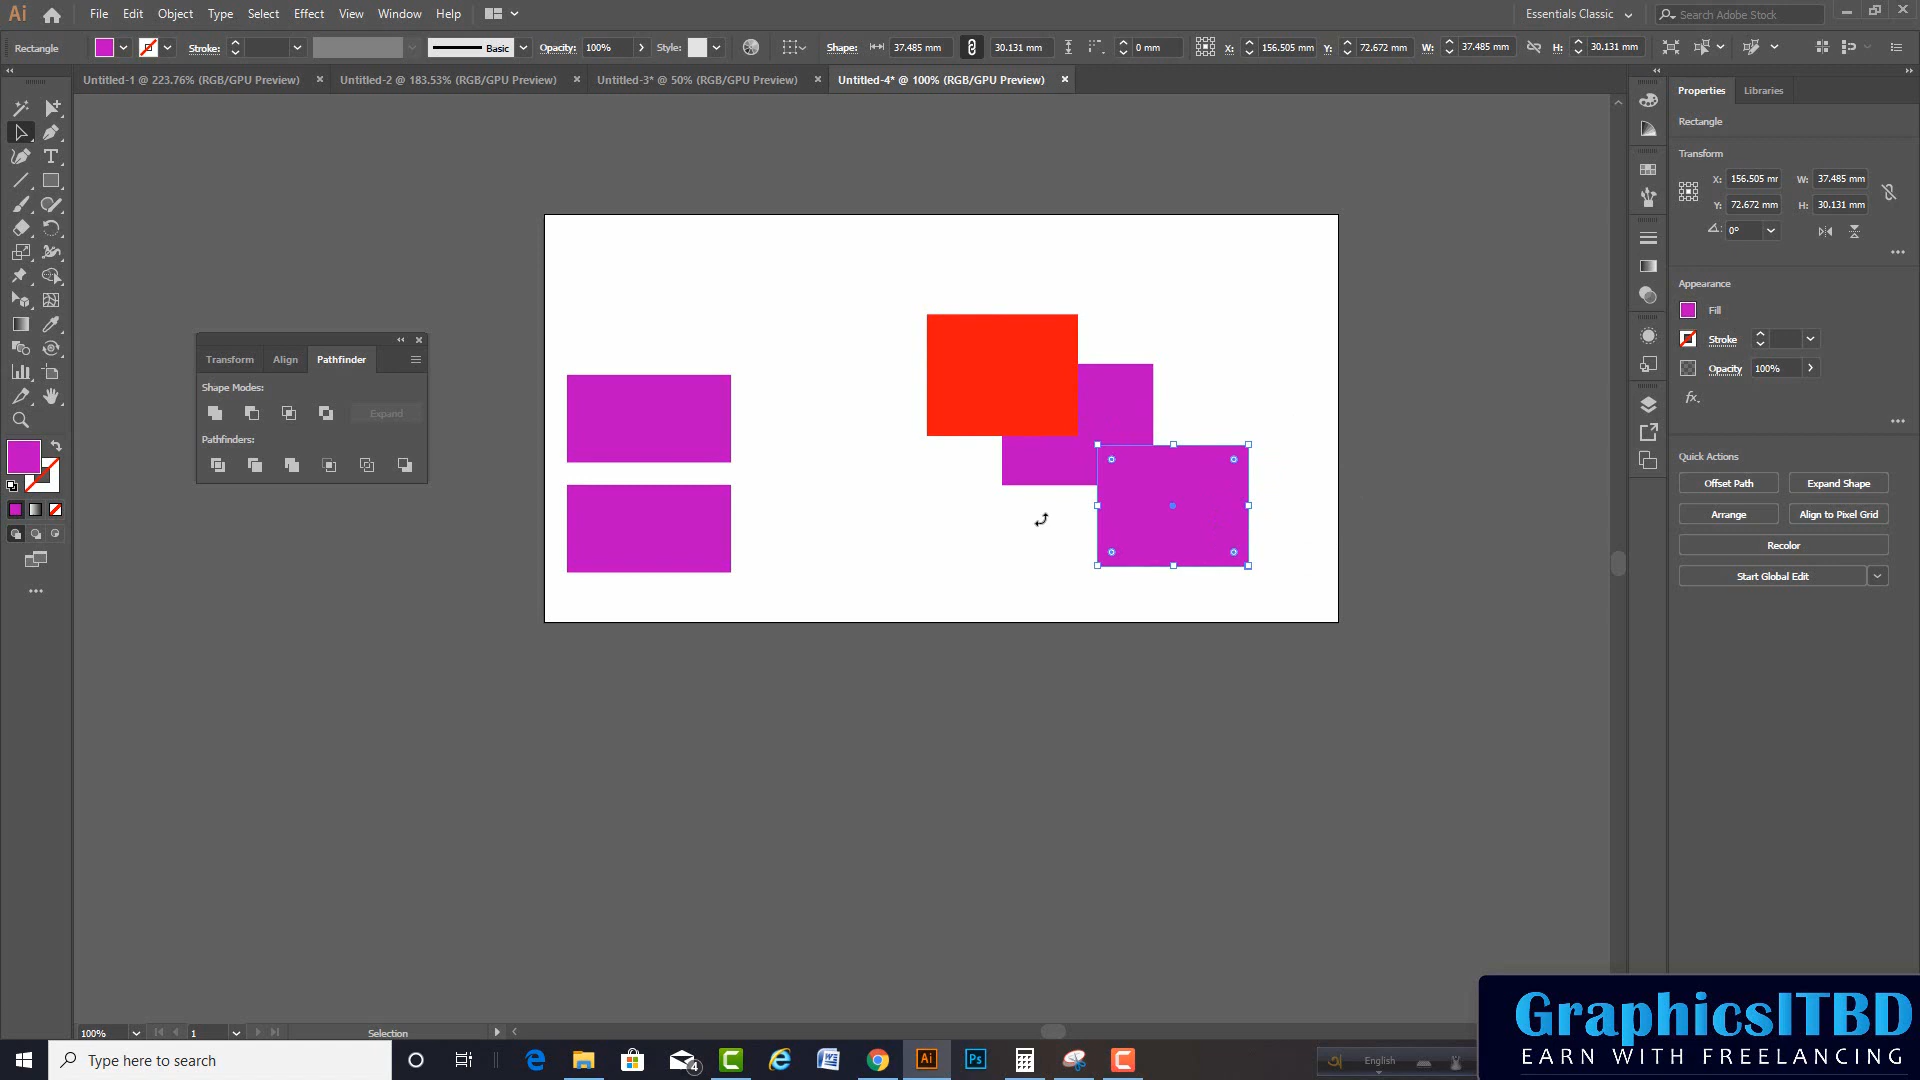 Ai File Edit Object Type Select Effect View Window Help Essentials Classic Search Adobe Stock
Rectangle Stroke: Basic Opacity: 100% Style: Shape: 37.485 mm 30.131 mm 0 mm X: 156.505 mm Y: 72.672 mm W: 37.485 mm H: 30.131 mm
Untitled-1 @ 223.76% (RGB/GPU Preview) Untitled-2 @ 183.53% (RGB/GPU Preview) Untitled-3* @ 50% (RGB/GPU Preview) Untitled-4* @ 100% (RGB/GPU Preview)
Properties Libraries
Rectangle
Transform
X: 156.505 mm W: 37.485 mm
Y: 72.672 mm H: 30.131 mm
0°
Appearance
Fill
Stroke
Opacity 100%
fx.
Quick Actions
Offset Path Expand Shape
Arrange Align to Pixel Grid
Recolor
Start Global Edit
Transform Align Pathfinder
Shape Modes:
Expand
Pathfinders:
100% 1 Selection
GraphicsITBD
EARN WITH FREELANCING
Type here to search 4 Ai Ps English